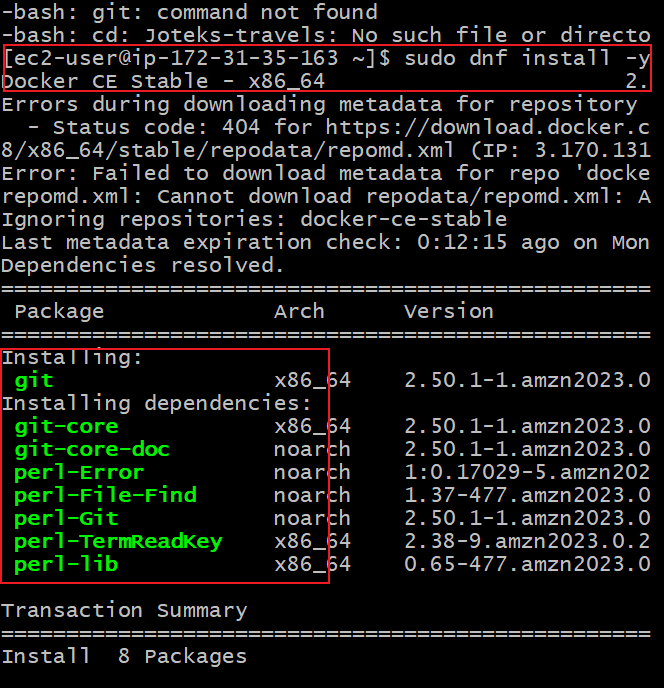 -bash: git: command not found
-bash: cd: Joteks-travels: No such file or directo
[ec2-user@ip-172-31-35-163 ~]$ sudo dnf install -y
Docker CE Stable - x86_64 2.
Errors during downloading metadata for repository
- Status code: 404 for https://download.docker.c
8/x86_64/stable/repodata/repomd.xml (IP: 3.170.131
Error: Failed to download metadata for repo 'docke
repomd.xml: Cannot download repodata/repomd.xml: A
Ignoring repositories: docker-ce-stable
Last metadata expiration check: 0:12:15 ago on Mon
Dependencies resolved.
==================================================
Package Arch Version
==================================================
Installing:
git x86_64 2.50.1-1.amzn2023.0
Installing dependencies:
git-core x86_64 2.50.1-1.amzn2023.0
git-core-doc noarch 2.50.1-1.amzn2023.0
perl-Error noarch 1:0.17029-5.amzn202
perl-File-Find noarch 1.37-477.amzn2023.0
perl-Git noarch 2.50.1-1.amzn2023.0
perl-TermReadKey x86_64 2.38-9.amzn2023.0.2
perl-lib x86_64 0.65-477.amzn2023.0
Transaction Summary
==================================================
Install 8 Packages